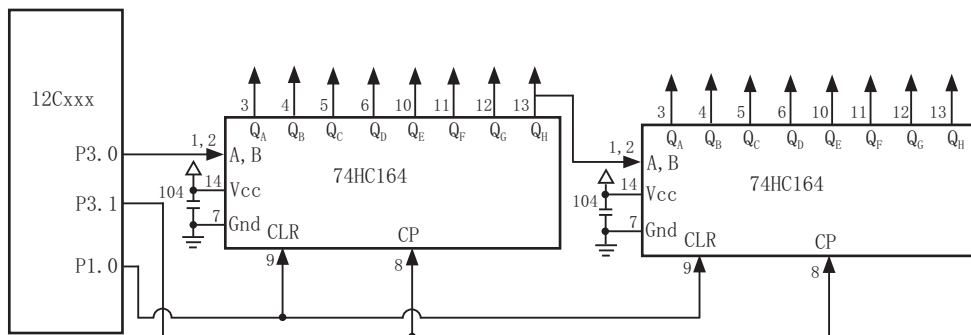 12Cxxx
P3.0
P3.1
P1.0
3 4 5 6 10 11 12 13
QA QB QC QD QE QF QG QH
1,2
A,B
74HC164
14
Vcc
104
7
Gnd
CLR
CP
9
8
3 4 5 6 10 11 12 13
QA QB QC QD QE QF QG QH
1,2
A,B
74HC164
14
Vcc
104
7
Gnd
CLR
CP
9
8